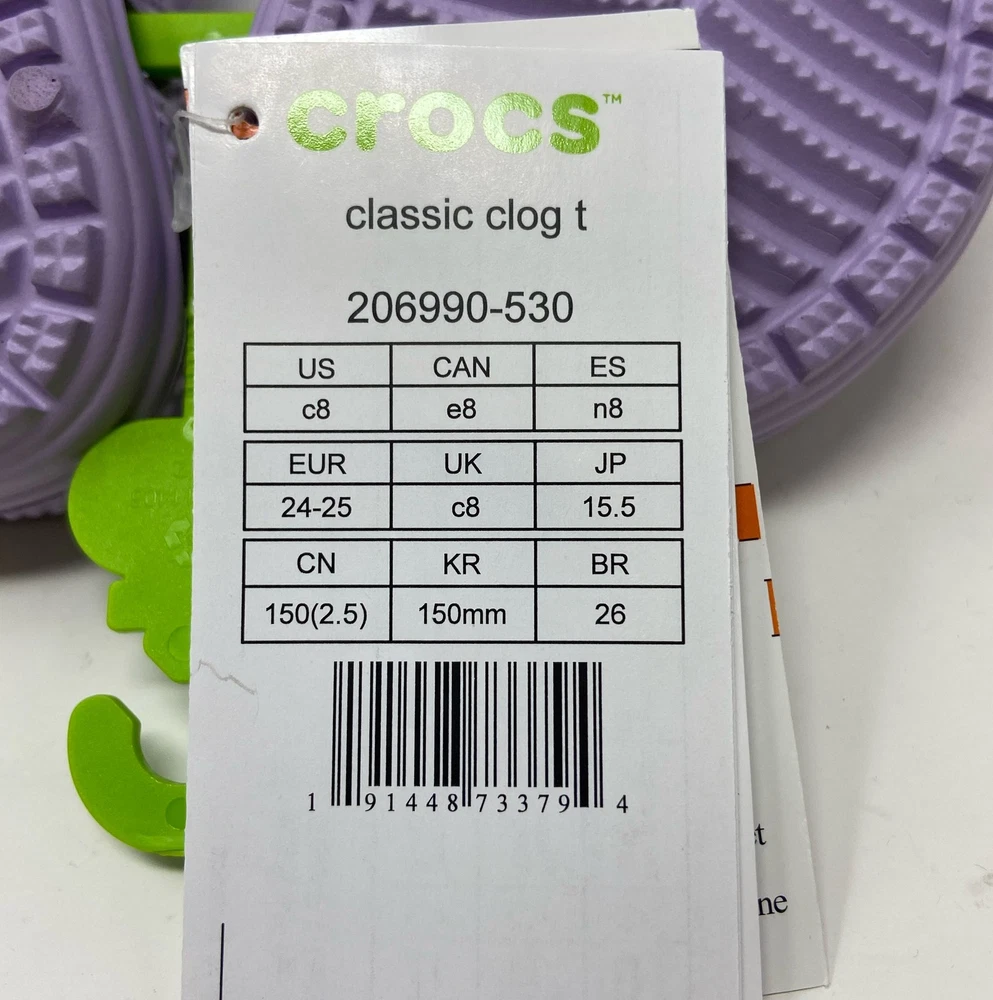 crocs™
classic clog t
206990-530
US CAN ES
c8 e8 n8
EUR UK JP
24-25 c8 15.5
CN KR BR
150(2.5) 150mm 26
1 91448 73379 4
t
ne